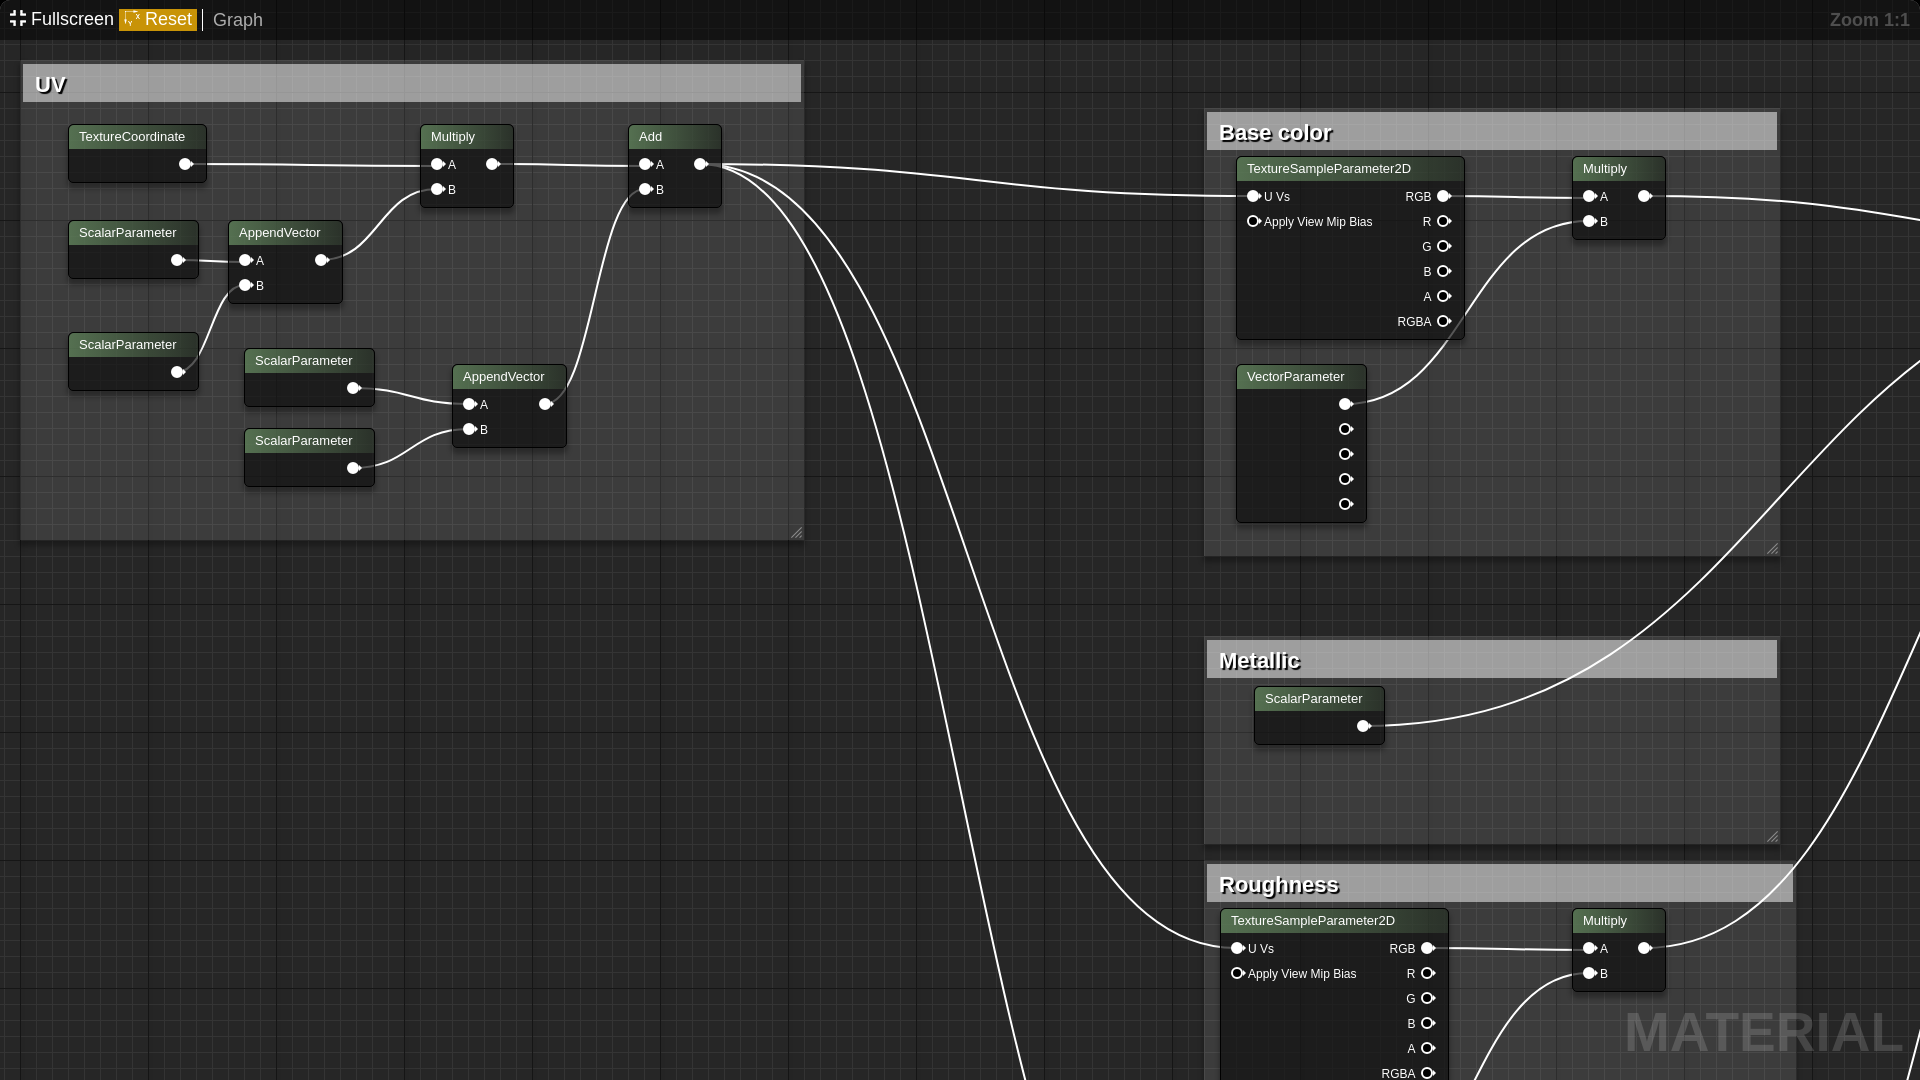 Fullscreen Reset Graph Zoom 1:1
UV
TextureCoordinate
Multiply
A
B
Add
A
B
ScalarParameter
AppendVector
A
B
ScalarParameter
ScalarParameter
ScalarParameter
AppendVector
A
B
Base color
TextureSampleParameter2D
U Vs RGB
Apply View Mip Bias R
G
B
A
RGBA
Multiply
A
B
VectorParameter
Metallic
ScalarParameter
Roughness
TextureSampleParameter2D
U Vs RGB
Apply View Mip Bias R
G
B
A
RGBA
Multiply
A
B
MATERIAL